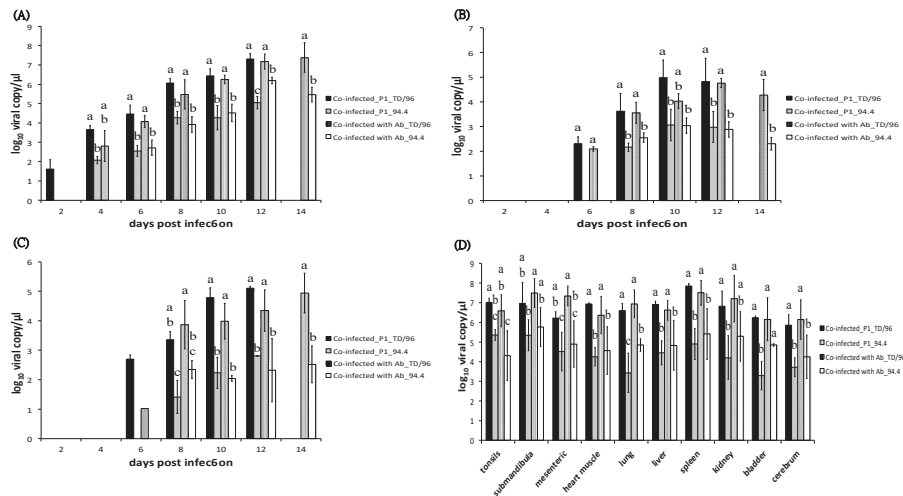 (A)
log10 viral copy/µl
9
8
7
6
5
4
3
2
1
0
a
a
b
a
a
b
a
b
a
b
a
b
a
b
a
b
a
c
a
b
a
b
2 4 6 8 10 12 14
days post infec6on
Co-infected_P1_TD/96
Co-infected_P1_94.4
Co-infected with Ab_TD/96
Co-infected with Ab_94.4
(B)
log10 viral copy/µl
7
6
5
4
3
2
1
0
a
a
a
b
a
b
a
b
a
b
a
b
a
b
a
b
2 4 6 8 10 12 14
days post infec6on
Co-infected_P1_TD/96
Co-infected_P1_94.4
Co-infected with Ab_TD/96
Co-infected with Ab_94.4
(C)
log10 viral copy/µl
6
5
4
3
2
1
0
a
b
c
a
b
c
a
b
a
b
a
b
a
b
a
b
2 4 6 8 10 12 14
days post infec6on
Co-infected_P1_TD/96
Co-infected_P1_94.4
Co-infected with Ab_TD/96
Co-infected with Ab_94.4
(D)
log10 viral copy/µl
9
8
7
6
5
4
3
2
1
0
a b a c
a b b a a b
a b c a b c
a b a b
a b a b
a b a b
a b a b
a b a b
a b a a
a b a b
tonsils
submandibula
mesenteric
heart muscle
lung
liver
spleen
kidney
bladder
cerebrum
Co-infected_P1_TD/96
Co-infected_P1_94.4
Co-infected with Ab_TD/96
Co-infected with Ab_94.4